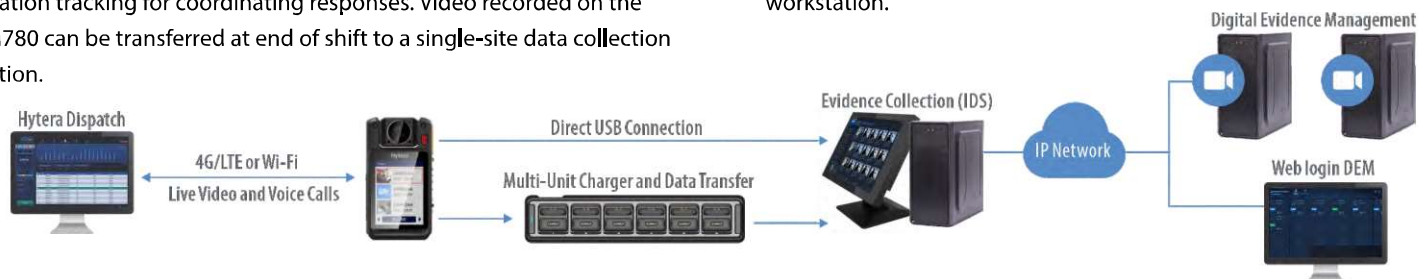 ation tracking for coordinating responses. Video recorded on the
780 can be transferred at end of shift to a single-site data collection
tion.
workstation.
Digital Evidence Management
Hytera Dispatch
4G/LTE or Wi-Fi
Live Video and Voice Calls
Hytera
Direct USB Connection
Multi-Unit Charger and Data Transfer
Evidence Collection (IDS)
IP Network
Web login DEM